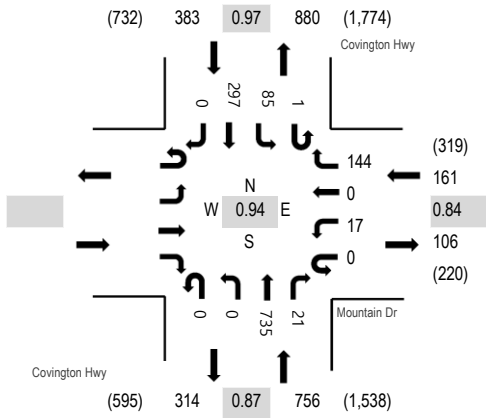 (732) 383 0.97 880 (1,774)
Covington Hwy
0 297 85 1
(319)
144 161
N 0
W 0.94 E 0.84
S 17 106
0 (220)
0 0 735 21
Mountain Dr
Covington Hwy
(595) 314 0.87 756 (1,538)